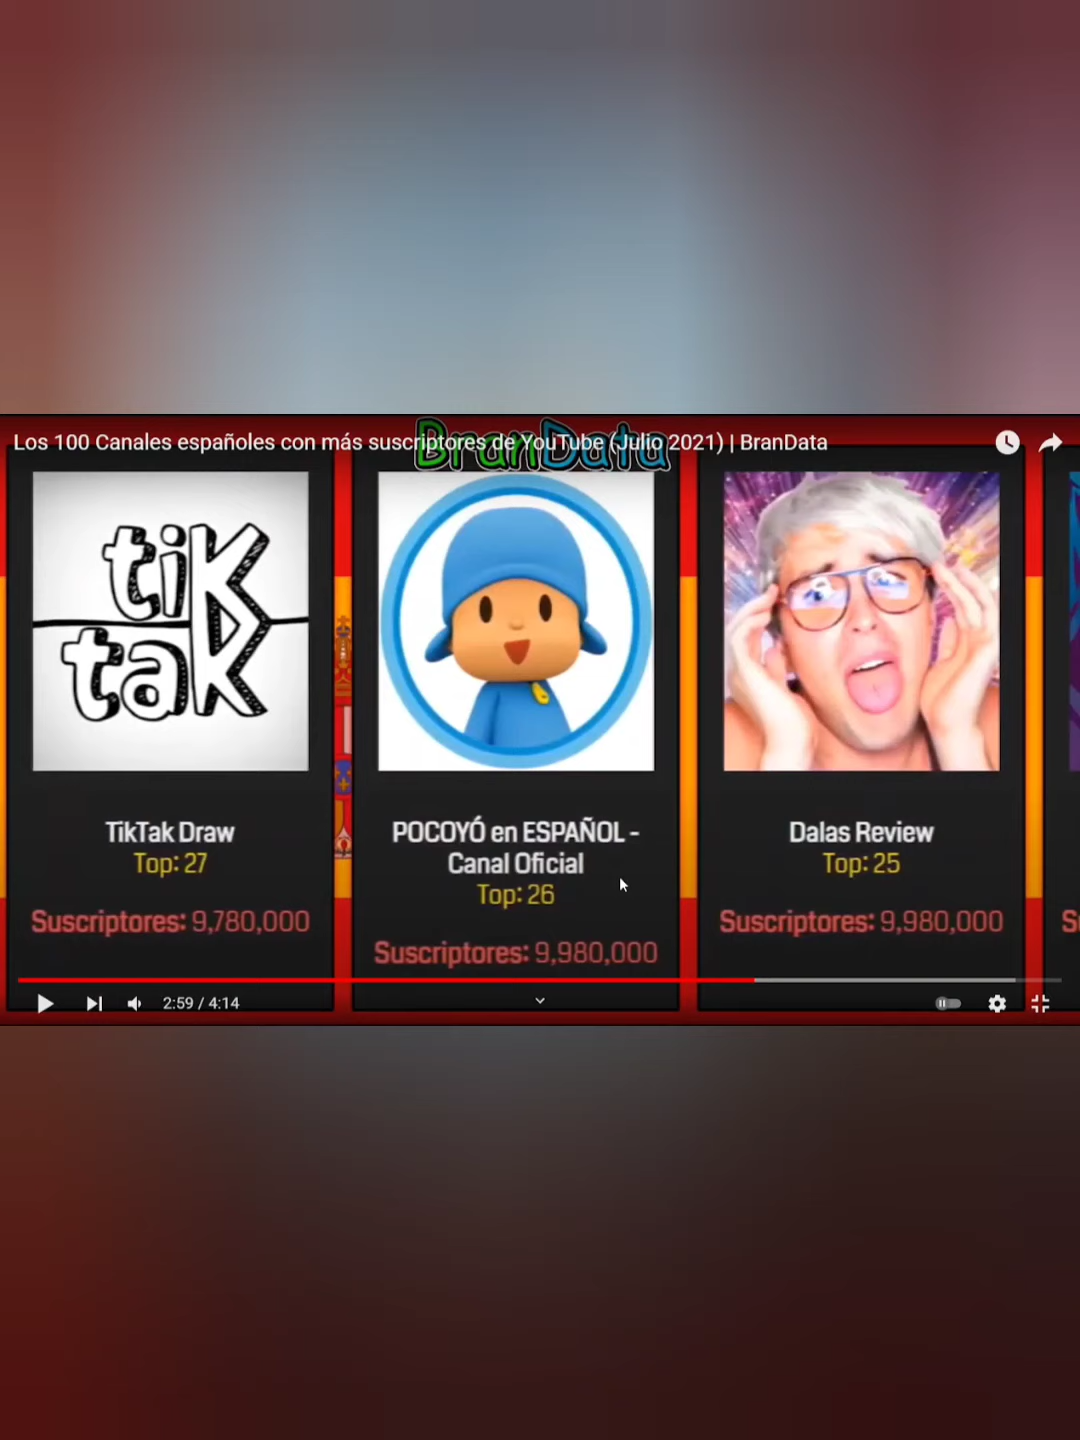 Los 100 Canales españoles con más suscriptores de YouTube (Julio 2021) | BranData
BranData
tik
tak
TikTak Draw
Top: 27
Suscriptores: 9,780,000
POCOYÓ en ESPAÑOL -
Canal Oficial
Top: 26
Suscriptores: 9,980,000
Dalas Review
Top: 25
Suscriptores: 9,980,000
2:59 / 4:14